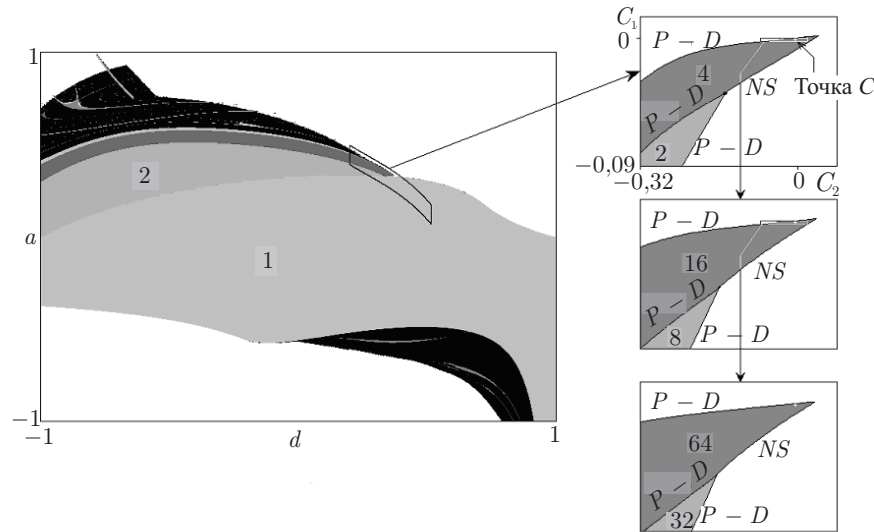 1
a
−1
−1
d
1
2
1
C₁
0
P − D
4
NS
Точка C
P − D
2
P − D
−0,09
−0,32
0
C₂
P − D
16
NS
P − D
8
P − D
P − D
64
NS
P − D
32
P − D